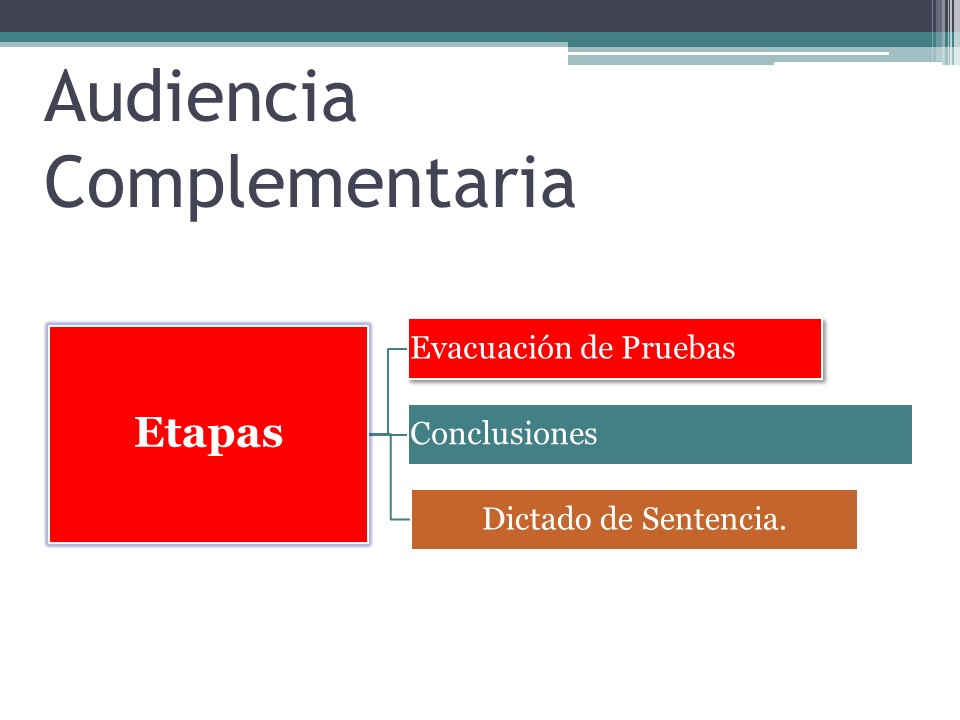 Audiencia
Complementaria
Etapas
Evacuación de Pruebas
Conclusiones
Dictado de Sentencia.